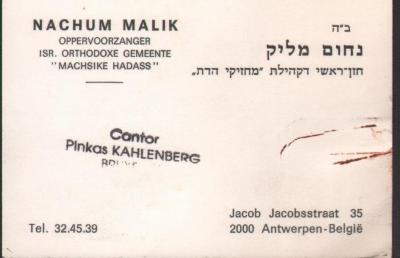 NACHUM MALIK
OPPERVOORZANGER
ISR. ORTHODOXE GEMEENTE
"MACHSIKE HADASS"
ב"ה
נחום מליק
חזן־ראשי דקהילת "מחזיקי הדת"
Cantor
Pinkas KAHLENBERG
Tel. 32.45.39
Jacob Jacobsstraat 35
2000 Antwerpen-België